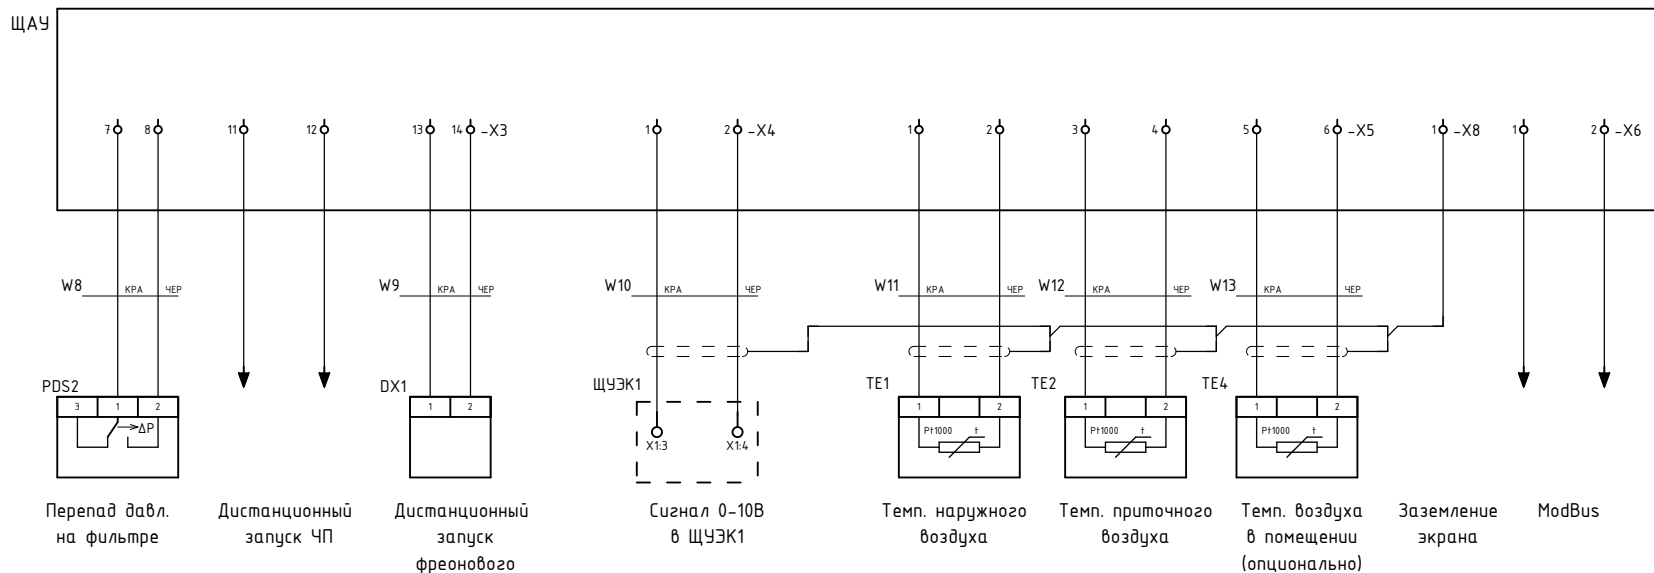 ЩАУ
7 8 11 12 13 14 -X3 1 2 -X4 1 2 3 4 5 6 -X5 1 -X8 1 2 -X6
W8 КРА ЧЕР W9 КРА ЧЕР W10 КРА ЧЕР W11 КРА ЧЕР W12 КРА ЧЕР W13 КРА ЧЕР
PDS2 DX1 ЩУЭК1 TE1 TE2 TE4
3 1 2 1 2 1 2 1 2 1 2
ΔP Pt1000 t Pt1000 t Pt1000 t
X1:3 X1:4
Перепад давл.
на фильтре
Дистанционный
запуск ЧП
Дистанционный
запуск
фреонового
Сигнал 0-10В
в ЩУЭК1
Темп. наружного
воздуха
Темп. приточного
воздуха
Темп. воздуха
в помещении
(опционально)
Заземление
экрана
ModBus